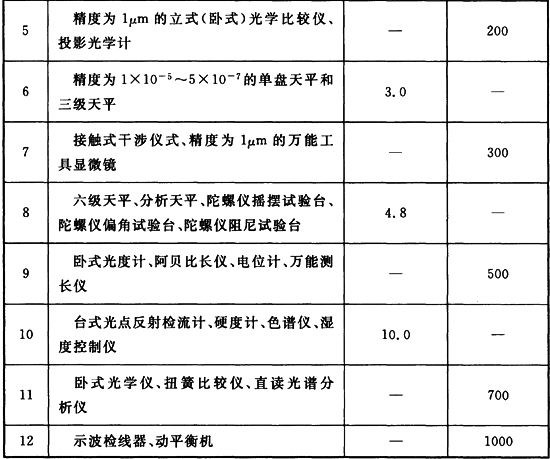 5 精度为1μm的立式(卧式)光学比较仪、 — 200
投影光学计
6 精度为1×10⁻⁵～5×10⁻⁷的单盘天平和 3.0 —
三级天平
7 接触式干涉仪式、精度为1μm的万能工 — 300
具显微镜
8 六级天平、分析天平、陀螺仪摇摆试验台、 4.8 —
陀螺仪偏角试验台、陀螺仪阻尼试验台
9 卧式光度计、阿贝比长仪、电位计、万能测 — 500
长仪
10 台式光点反射检流计、硬度计、色谱仪、湿 10.0 —
度控制仪
11 卧式光学仪、扭簧比较仪、直读光谱分 — 700
析仪
12 示波检线器、动平衡机 — 1000